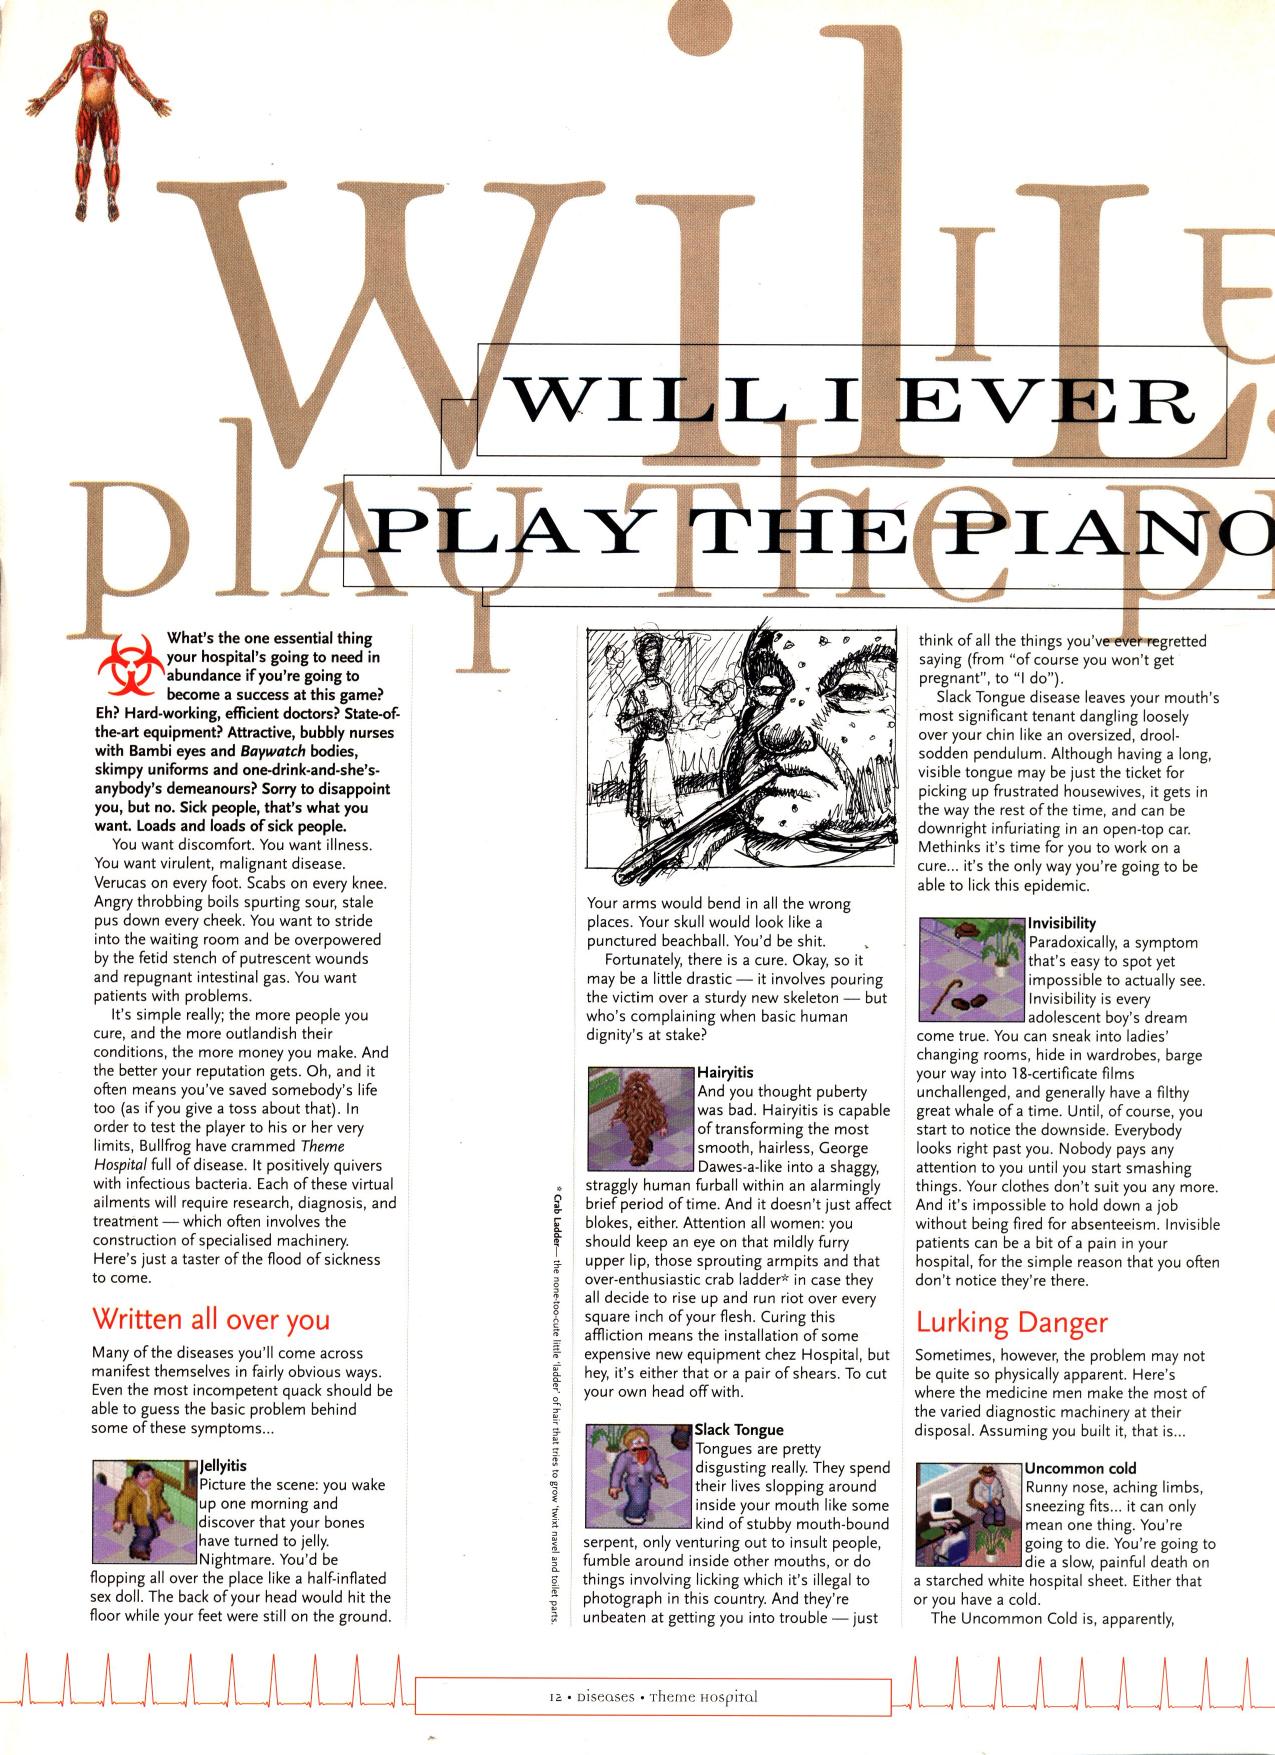 WILL I EVER
PLAY THE PIANO
What's the one essential thing
your hospital's going to need in
abundance if you're going to
become a success at this game?
Eh? Hard-working, efficient doctors? State-of-
the-art equipment? Attractive, bubbly nurses
with Bambi eyes and Baywatch bodies,
skimpy uniforms and one-drink-and-she's-
anybody's demeanours? Sorry to disappoint
you, but no. Sick people, that's what you
want. Loads and loads of sick people.
You want discomfort. You want illness.
You want virulent, malignant disease.
Verucas on every foot. Scabs on every knee.
Angry throbbing boils spurting sour, stale
pus down every cheek. You want to stride
into the waiting room and be overpowered
by the fetid stench of putrescent wounds
and repugnant intestinal gas. You want
patients with problems.
It's simple really; the more people you
cure, and the more outlandish their
conditions, the more money you make. And
the better your reputation gets. Oh, and it
often means you've saved somebody's life
too (as if you give a toss about that). In
order to test the player to his or her very
limits, Bullfrog have crammed Theme
Hospital full of disease. It positively quivers
with infectious bacteria. Each of these virtual
ailments will require research, diagnosis, and
treatment — which often involves the
construction of specialised machinery.
Here's just a taster of the flood of sickness
to come.
Written all over you
Many of the diseases you'll come across
manifest themselves in fairly obvious ways.
Even the most incompetent quack should be
able to guess the basic problem behind
some of these symptoms...
Jellyitis
Picture the scene: you wake
up one morning and
discover that your bones
have turned to jelly.
Nightmare. You'd be
flopping all over the place like a half-inflated
sex doll. The back of your head would hit the
floor while your feet were still on the ground.
Your arms would bend in all the wrong
places. Your skull would look like a
punctured beachball. You'd be shit.
Fortunately, there is a cure. Okay, so it
may be a little drastic — it involves pouring
the victim over a sturdy new skeleton — but
who's complaining when basic human
dignity's at stake?
Hairyitis
And you thought puberty
was bad. Hairyitis is capable
of transforming the most
smooth, hairless, George
Dawes-a-like into a shaggy,
straggly human furball within an alarmingly
brief period of time. And it doesn't just affect
blokes, either. Attention all women: you
should keep an eye on that mildly furry
upper lip, those sprouting armpits and that
over-enthusiastic crab ladder* in case they
all decide to rise up and run riot over every
square inch of your flesh. Curing this
affliction means the installation of some
expensive new equipment chez Hospital, but
hey, it's either that or a pair of shears. To cut
your own head off with.
* Crab Ladder— the none-too-cute little 'ladder' of hair that tries to grow 'twixt navel and toilet parts.
Slack Tongue
Tongues are pretty
disgusting really. They spend
their lives slopping around
inside your mouth like some
kind of stubby mouth-bound
serpent, only venturing out to insult people,
fumble around inside other mouths, or do
things involving licking which it's illegal to
photograph in this country. And they're
unbeaten at getting you into trouble — just
think of all the things you've ever regretted
saying (from "of course you won't get
pregnant", to "I do").
Slack Tongue disease leaves your mouth's
most significant tenant dangling loosely
over your chin like an oversized, drool-
sodden pendulum. Although having a long,
visible tongue may be just the ticket for
picking up frustrated housewives, it gets in
the way the rest of the time, and can be
downright infuriating in an open-top car.
Methinks it's time for you to work on a
cure... it's the only way you're going to be
able to lick this epidemic.
Invisibility
Paradoxically, a symptom
that's easy to spot yet
impossible to actually see.
Invisibility is every
adolescent boy's dream
come true. You can sneak into ladies'
changing rooms, hide in wardrobes, barge
your way into 18-certificate films
unchallenged, and generally have a filthy
great whale of a time. Until, of course, you
start to notice the downside. Everybody
looks right past you. Nobody pays any
attention to you until you start smashing
things. Your clothes don't suit you any more.
And it's impossible to hold down a job
without being fired for absenteeism. Invisible
patients can be a bit of a pain in your
hospital, for the simple reason that you often
don't notice they're there.
Lurking Danger
Sometimes, however, the problem may not
be quite so physically apparent. Here's
where the medicine men make the most of
the varied diagnostic machinery at their
disposal. Assuming you built it, that is...
Uncommon cold
Runny nose, aching limbs,
sneezing fits... it can only
mean one thing. You're
going to die. You're going to
die a slow, painful death on
a starched white hospital sheet. Either that
or you have a cold.
The Uncommon Cold is, apparently,
12 • Diseases • Theme Hospital